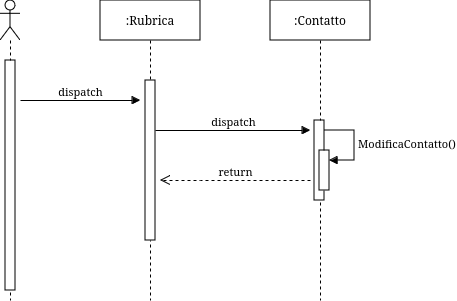 :Rubrica
:Contatto
dispatch
dispatch
ModificaContatto()
return